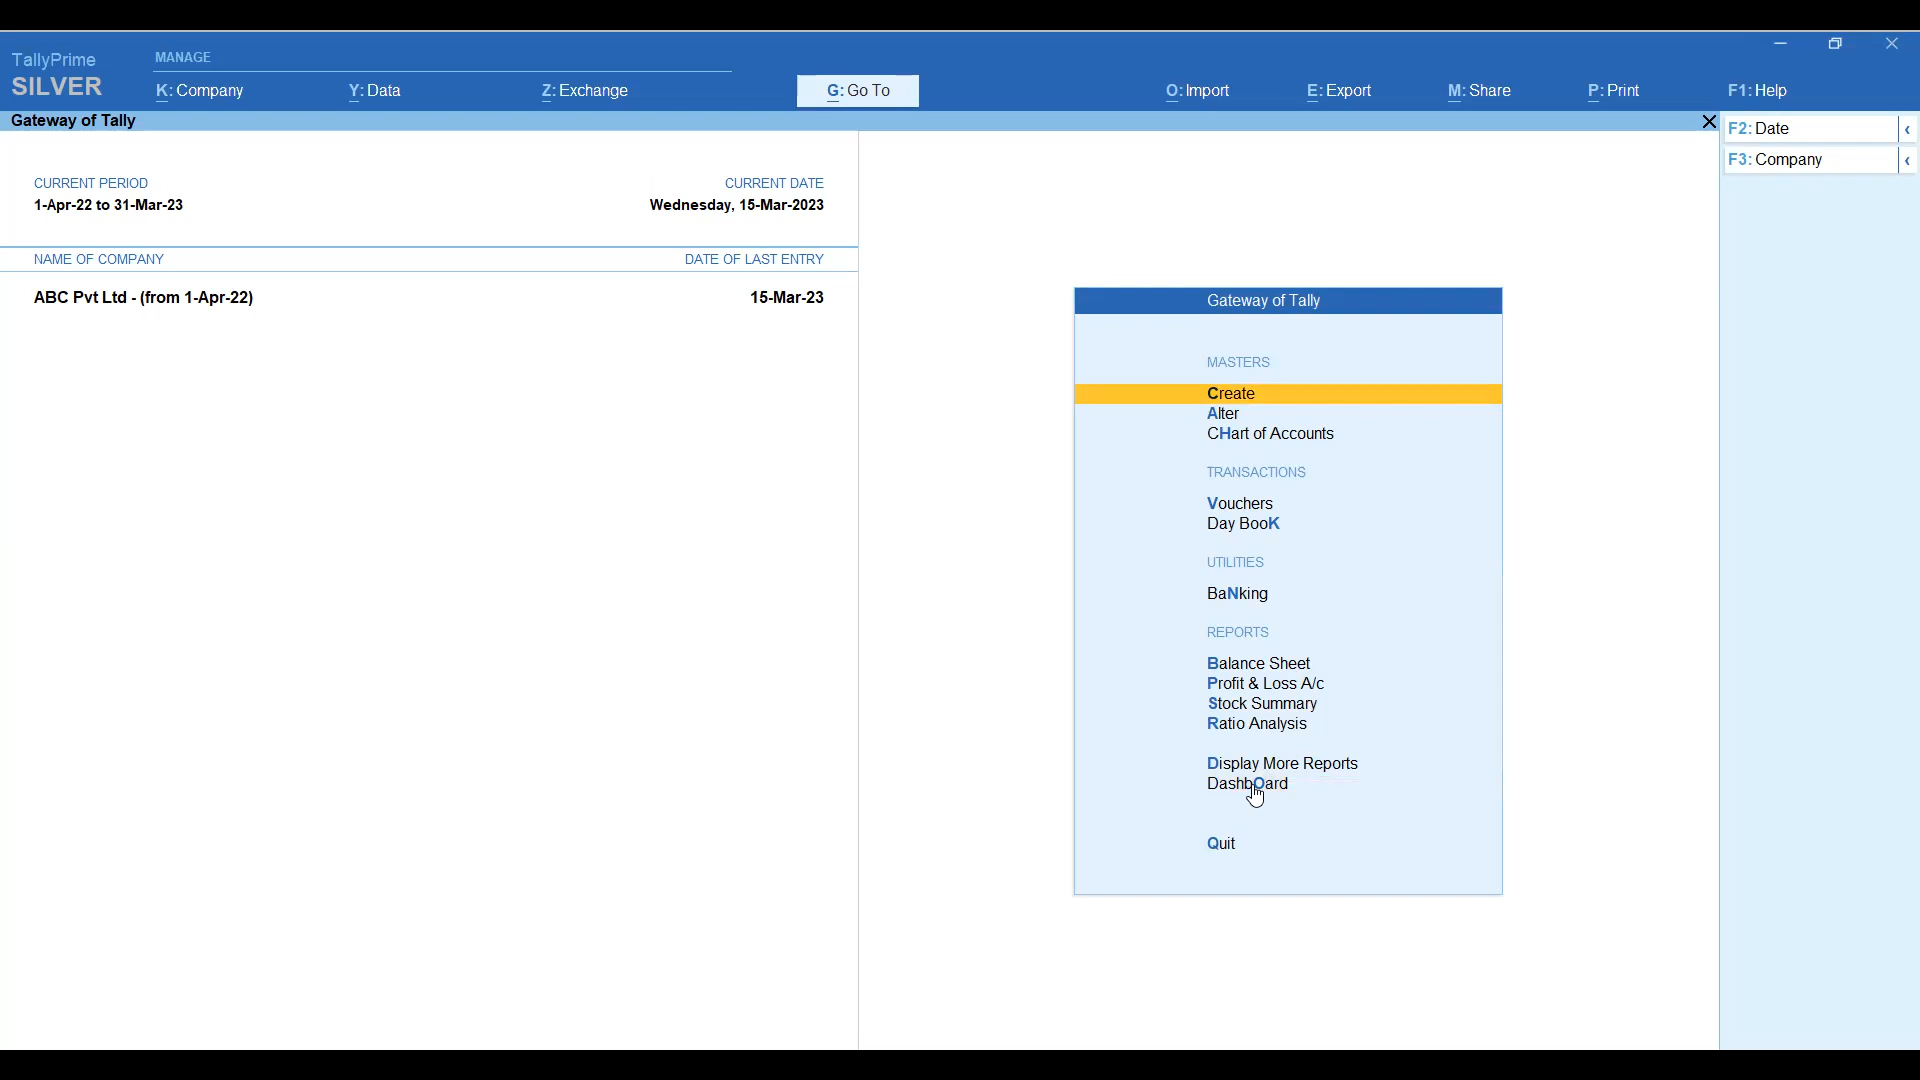 TallyPrime
SILVER
MANAGE
K: Company
Y: Data
Z: Exchange
G: Go To
O: Import
E: Export
M: Share
P: Print
F1: Help
Gateway of Tally
F2: Date
F3: Company
CURRENT PERIOD
CURRENT DATE
1-Apr-22 to 31-Mar-23
Wednesday, 15-Mar-2023
NAME OF COMPANY
DATE OF LAST ENTRY
ABC Pvt Ltd - (from 1-Apr-22)
15-Mar-23
Gateway of Tally
MASTERS
Create
Alter
CHart of Accounts
TRANSACTIONS
Vouchers
Day BooK
UTILITIES
BaNking
REPORTS
Balance Sheet
Profit & Loss A/c
Stock Summary
Ratio Analysis
Display More Reports
DashbOard
Quit